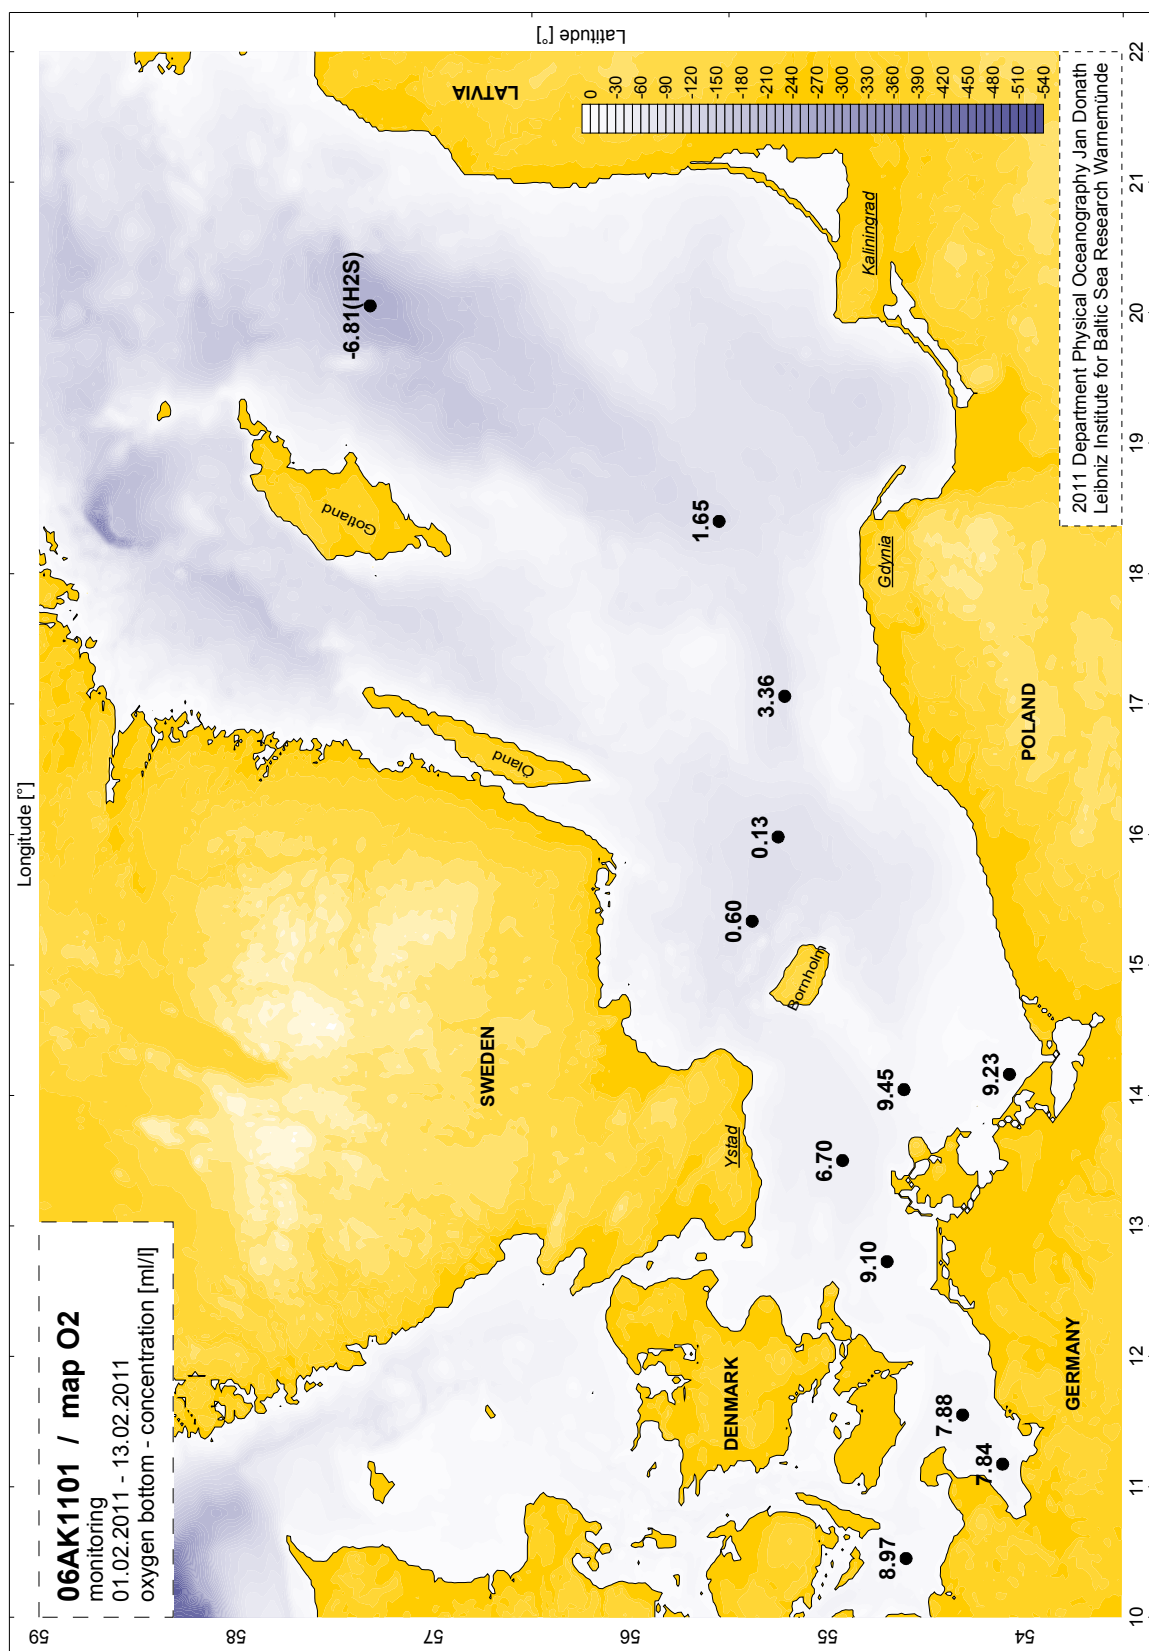 06AK1101 / map O2
monitoring
01.02.2011 - 13.02.2011
oxygen bottom - concentration [ml/l]
Longitude [°]
Latitude [°]
59
58
57
56
55
54
10
11
12
13
14
15
16
17
18
19
20
21
22
SWEDEN
DENMARK
GERMANY
POLAND
LATVIA
Gotland
Öland
Bornholm
Ystad
Gdynia
Kaliningrad
-6.81(H2S)
1.65
3.36
0.13
0.60
9.45
9.23
6.70
9.10
7.88
7.84
8.97
0
-30
-60
-90
-120
-150
-180
-210
-240
-270
-300
-330
-360
-390
-420
-450
-480
-510
-540
2011 Department Physical Oceanography Jan Donath
Leibniz Institute for Baltic Sea Research Warnemünde